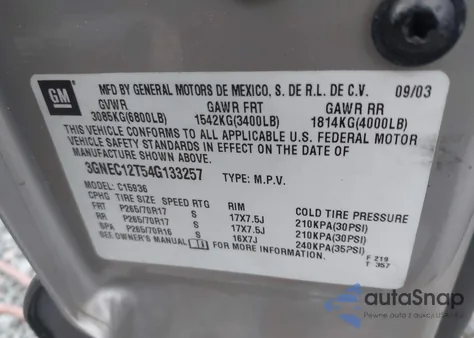 GM
MFD BY GENERAL MOTORS DE MEXICO, S. DE R.L. DE C.V. 09/03
GVWR GAWR FRT GAWR RR
3085KG(6800LB) 1542KG(3400LB) 1814KG(4000LB)
THIS VEHICLE CONFORMS TO ALL APPLICABLE U.S. FEDERAL MOTOR
VEHICLE SAFETY STANDARDS IN EFFECT ON THE DATE OF
MANUFACTURE SHOWN ABOVE.
3GNEC12T54G133257 TYPE: M.P.V.
MODEL: C15936
CPHG TIRE SIZE SPEED RTG RIM COLD TIRE PRESSURE
FRT P265/70R17 S 17X7.5J 210KPA(30PSI)
RR P265/70R17 S 17X7.5J 210KPA(30PSI)
SPA P265/70R16 S 16X7J 240KPA(35PSI)
SEE OWNER'S MANUAL FOR MORE INFORMATION.
F 219
T 357
autoSnap